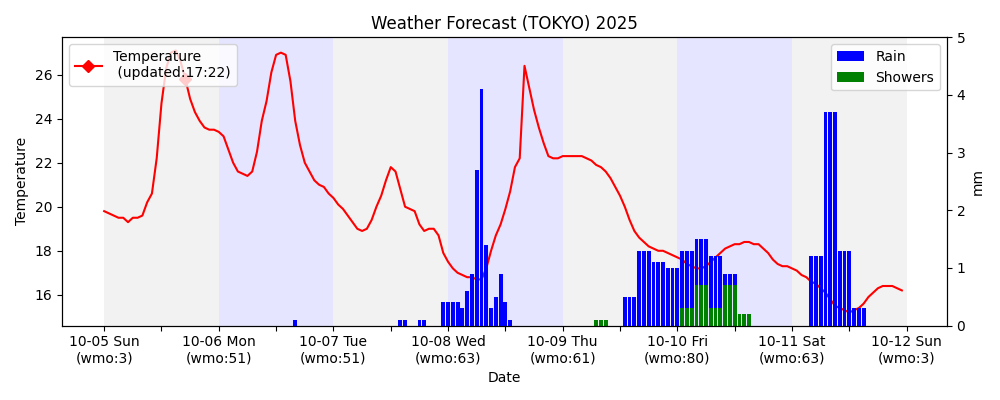 Weather Forecast (TOKYO) 2025
Temperature
(updated:17:22)
Rain
Showers
Temperature
26
24
22
20
18
16
5
4
3
2
1
0
mm
10-05 Sun
(wmo:3)
10-06 Mon
(wmo:51)
10-07 Tue
(wmo:51)
10-08 Wed
(wmo:63)
10-09 Thu
(wmo:61)
10-10 Fri
(wmo:80)
10-11 Sat
(wmo:63)
10-12 Sun
(wmo:3)
Date